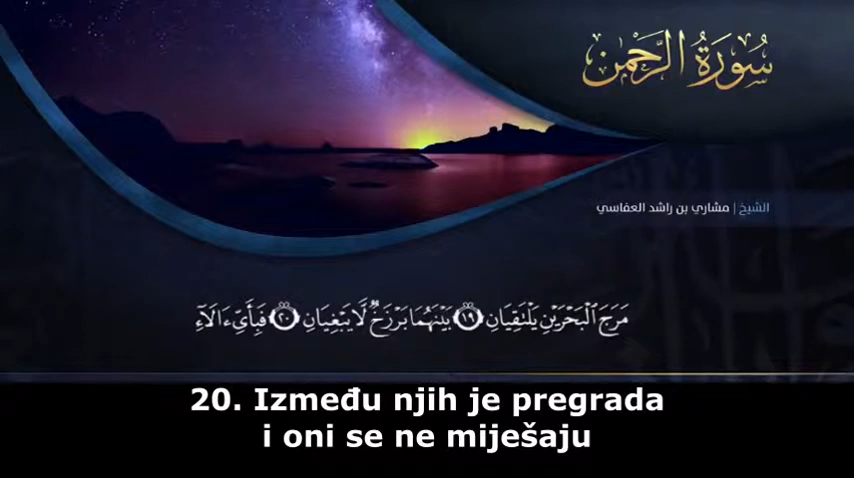 سُورَةُ الرَّحْمٰن
الشيخ | مشاري بن راشد العفاسي
مَرَجَ ٱلْبَحْرَيْنِ يَلْتَقِيَانِ ١٩ بَيْنَهُمَا بَرْزَخٌ لَّا يَبْغِيَانِ ٢٠ فَبِأَيِّ ءَالَآءِ
20. Između njih je pregrada
i oni se ne miješaju